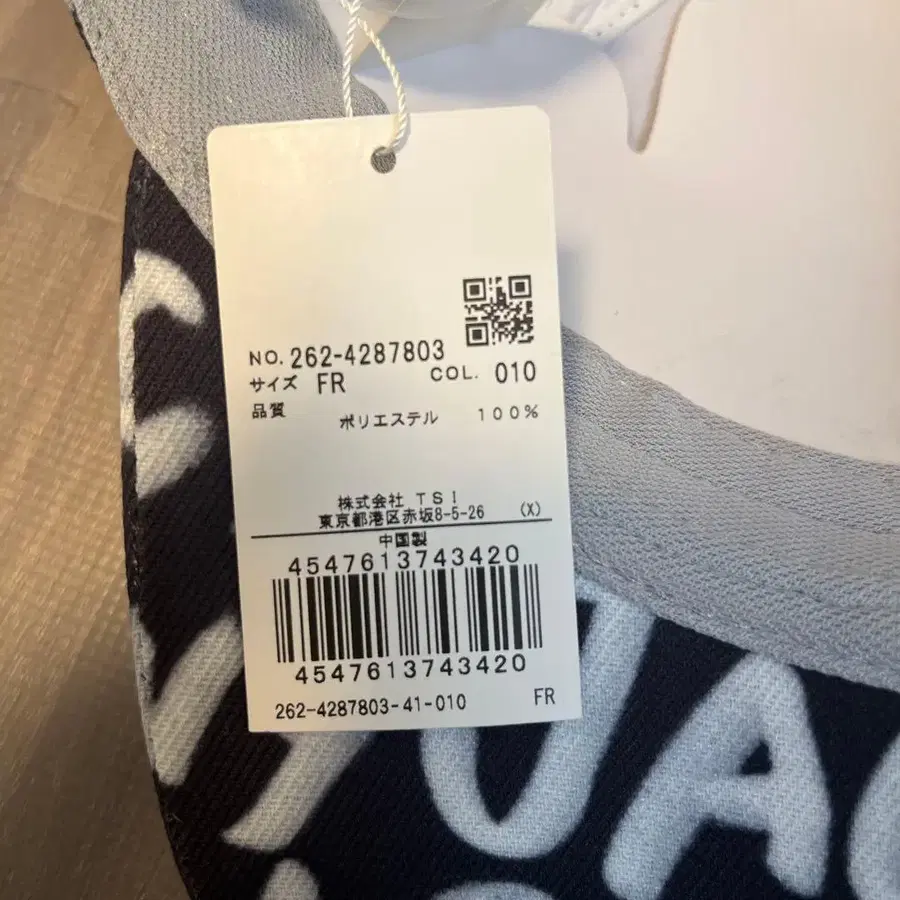 NO. 262-4287803
サイズ FR COL. 010
品質
ポリエステル 100%
株式会社 TSI
東京都港区赤坂8-5-26 (X)
中国製
4547613743420
4547613743420
262-4287803-41-010 FR
UA